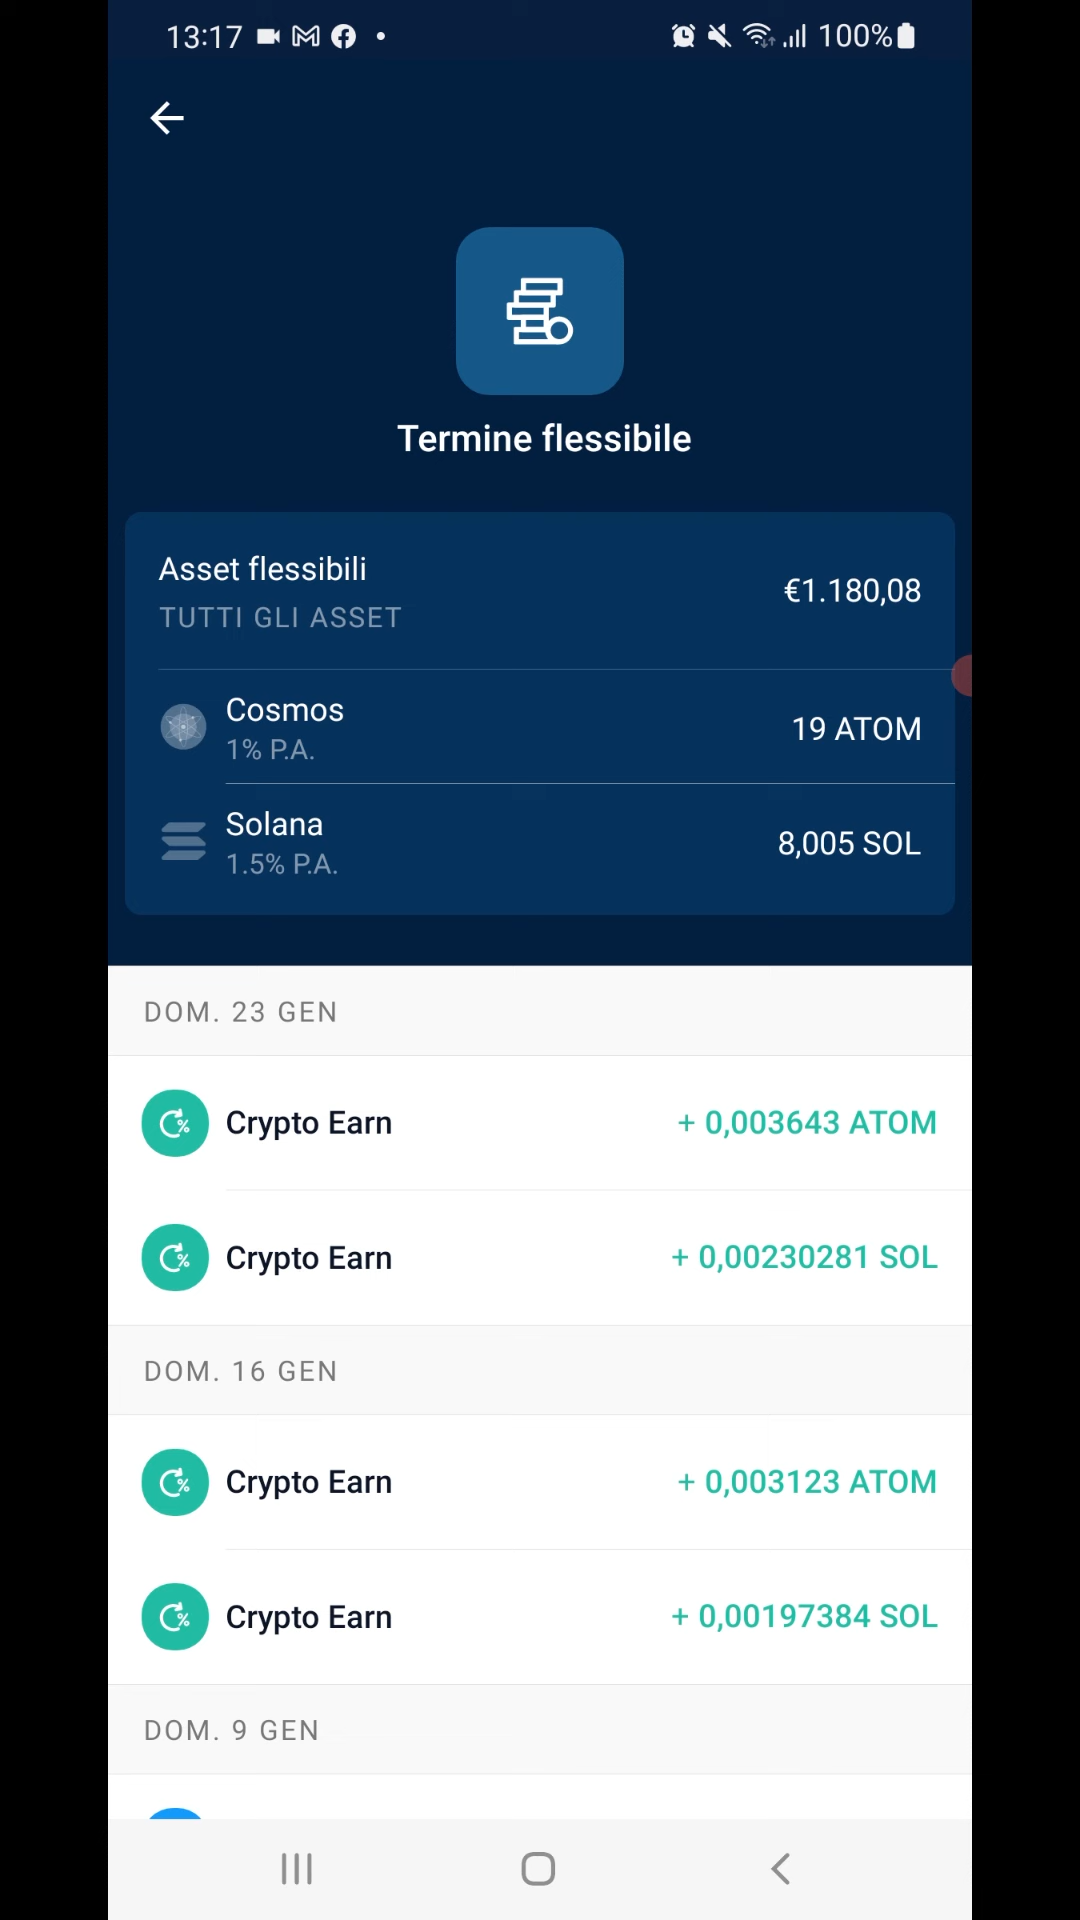 13:17 100%
Termine flessibile
Asset flessibili
TUTTI GLI ASSET
€1.180,08
Cosmos
1% P.A.
19 ATOM
Solana
1.5% P.A.
8,005 SOL
DOM. 23 GEN
Crypto Earn + 0,003643 ATOM
Crypto Earn + 0,00230281 SOL
DOM. 16 GEN
Crypto Earn + 0,003123 ATOM
Crypto Earn + 0,00197384 SOL
DOM. 9 GEN